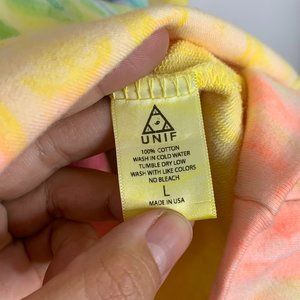 UNIF
100% COTTON
WASH IN COLD WATER
TUMBLE DRY LOW
WASH WITH LIKE COLORS
NO BLEACH.
L
MADE IN USA